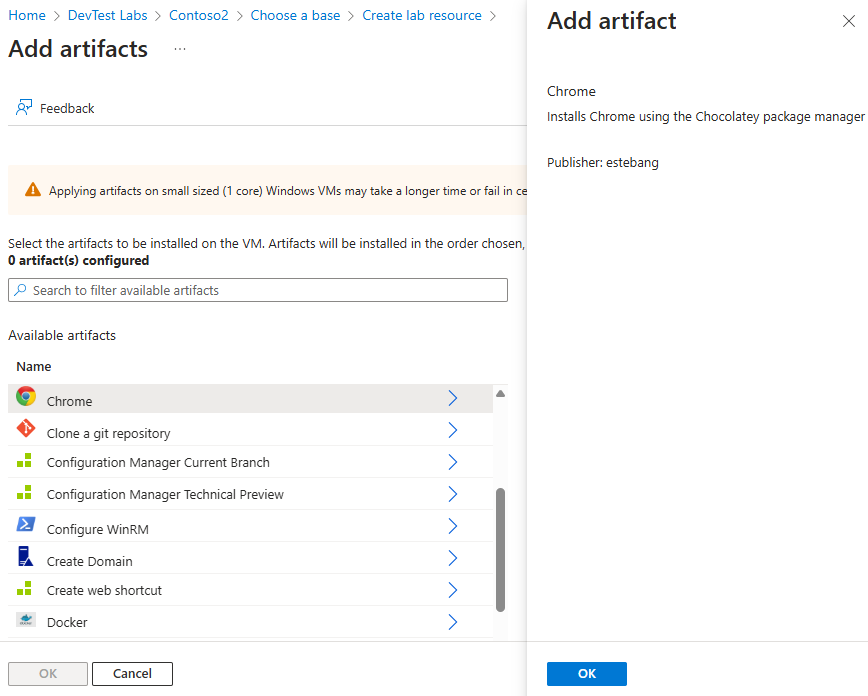 Home > DevTest Labs > Contoso2 > Choose a base > Create lab resource >
Add artifacts ...
Feedback
Applying artifacts on small sized (1 core) Windows VMs may take a longer time or fail in ce
Select the artifacts to be installed on the VM. Artifacts will be installed in the order chosen,
0 artifact(s) configured
Search to filter available artifacts
Available artifacts
Name
Chrome
Clone a git repository
Configuration Manager Current Branch
Configuration Manager Technical Preview
Configure WinRM
Create Domain
Create web shortcut
Docker
OK
Cancel
Add artifact
Chrome
Installs Chrome using the Chocolatey package manager
Publisher: estebang
OK